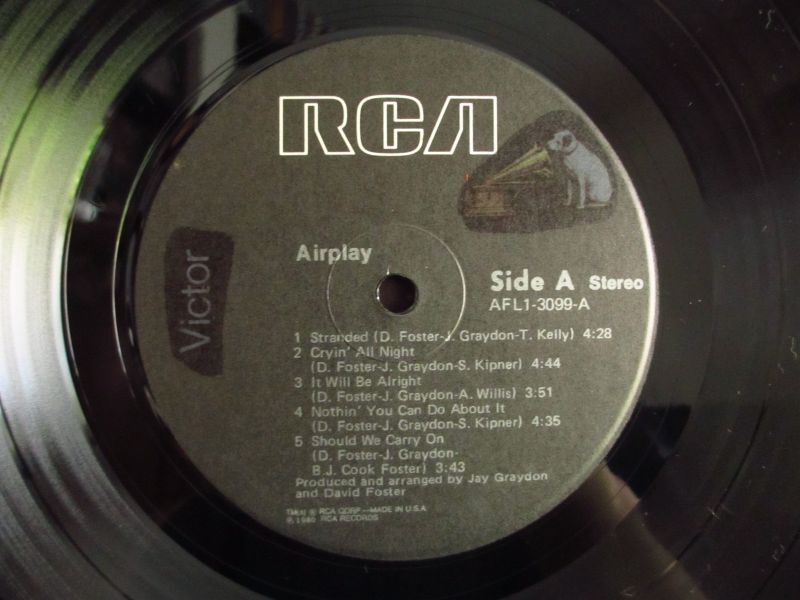 RCA
Victor
Airplay
Side A Stereo
AFL1-3099-A
1 Stranded (D. Foster-J. Graydon-T. Kelly) 4:28
2 Cryin' All Night
(D. Foster-J. Graydon-S. Kipner) 4:44
3 It Will Be Alright
(D. Foster-J. Graydon-A. Willis) 3:51
4 Nothin' You Can Do About It
(D. Foster-J. Graydon-S. Kipner) 4:35
5 Should We Carry On
(D. Foster-J. Graydon-
B.J. Cook Foster) 3:43
Produced and arranged by Jay Graydon
and David Foster
TM(s) ® RCA CORP—MADE IN U.S.A.
℗ 1980 RCA RECORDS